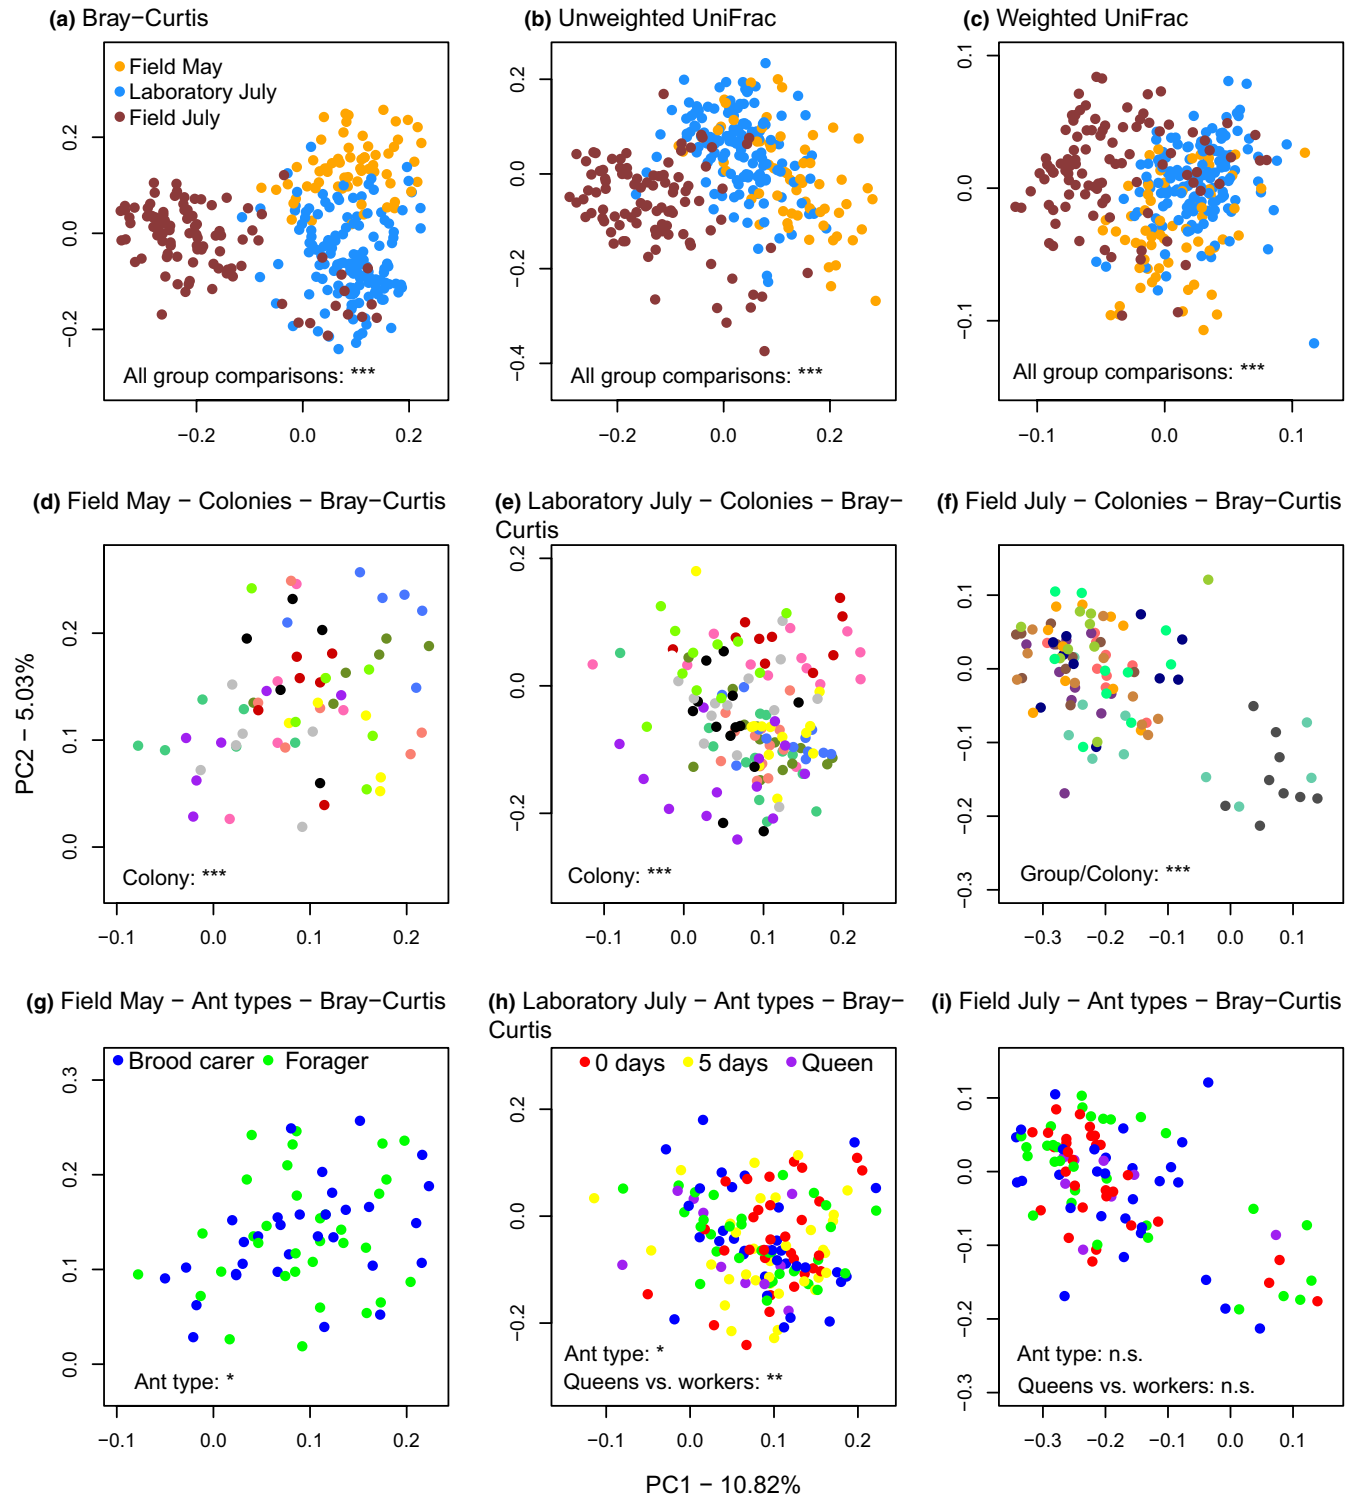 (a) Bray−Curtis
(b) Unweighted UniFrac
(c) Weighted UniFrac
Field May
Laboratory July
Field July
0.2
0.0
−0.2
All group comparisons: ***
−0.2 0.0 0.2
0.2
0.0
−0.2
−0.4
All group comparisons: ***
−0.2 0.0 0.2
0.1
0.0
−0.1
All group comparisons: ***
−0.1 0.0 0.1
(d) Field May − Colonies − Bray−Curtis
(e) Laboratory July − Colonies − Bray−
Curtis
(f) Field July − Colonies − Bray−Curtis
PC2 − 5.03%
0.2
0.1
0.0
Colony: ***
−0.1 0.0 0.1 0.2
0.2
0.0
−0.2
Colony: ***
−0.1 0.0 0.1 0.2
0.1
0.0
−0.1
−0.2
−0.3
Group/Colony: ***
−0.3 −0.2 −0.1 0.0 0.1
(g) Field May − Ant types − Bray−Curtis
(h) Laboratory July − Ant types − Bray−
Curtis
(i) Field July − Ant types − Bray−Curtis
Brood carer Forager
0.3
0.2
0.1
0.0
Ant type: *
−0.1 0.0 0.1 0.2
0 days 5 days Queen
0.2
0.0
−0.2
Ant type: *
Queens vs. workers: **
−0.1 0.0 0.1 0.2
0.1
0.0
−0.1
−0.2
−0.3
Ant type: n.s.
Queens vs. workers: n.s.
−0.3 −0.2 −0.1 0.0 0.1
PC1 − 10.82%